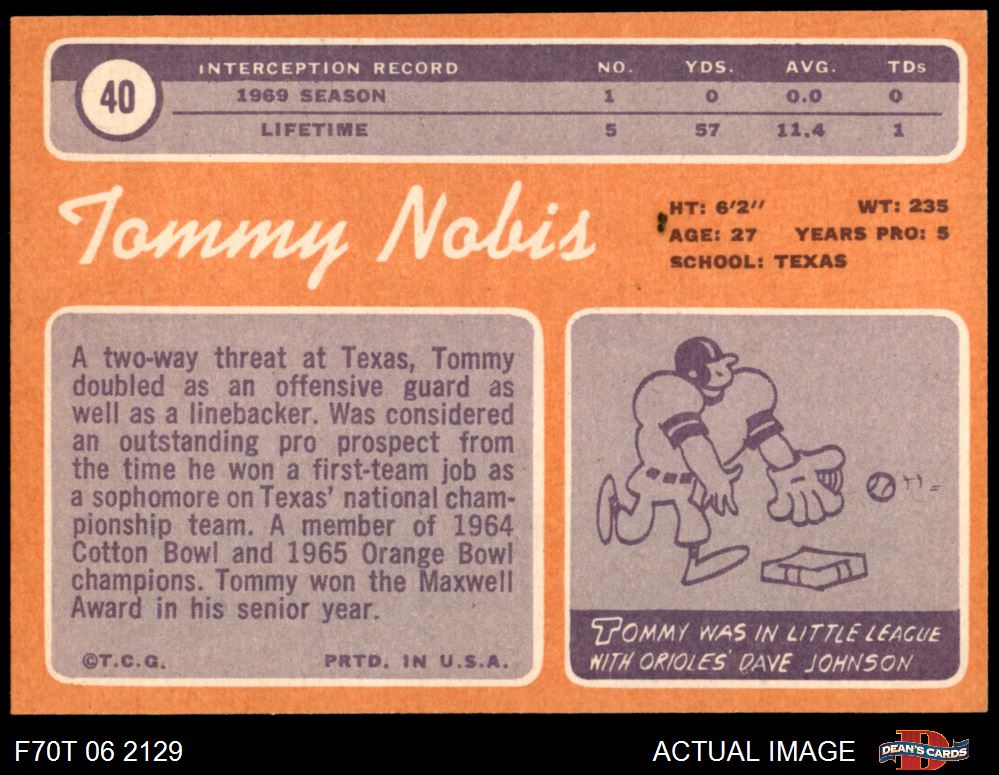 40
INTERCEPTION RECORD NO. YDS. AVG. TDs
1969 SEASON 1 0 0.0 0
LIFETIME 5 57 11.4 1
Tommy Nobis
HT: 6'2" WT: 235
AGE: 27 YEARS PRO: 5
SCHOOL: TEXAS
A two-way threat at Texas, Tommy
doubled as an offensive guard as
well as a linebacker. Was considered
an outstanding pro prospect from
the time he won a first-team job as
a sophomore on Texas' national cham-
pionship team. A member of 1964
Cotton Bowl and 1965 Orange Bowl
champions. Tommy won the Maxwell
Award in his senior year.
©T.C.G. PRTD. IN U.S.A.
TOMMY WAS IN LITTLE LEAGUE
WITH ORIOLES' DAVE JOHNSON
F70T 06 2129 ACTUAL IMAGE
D
DEAN'S CARDS